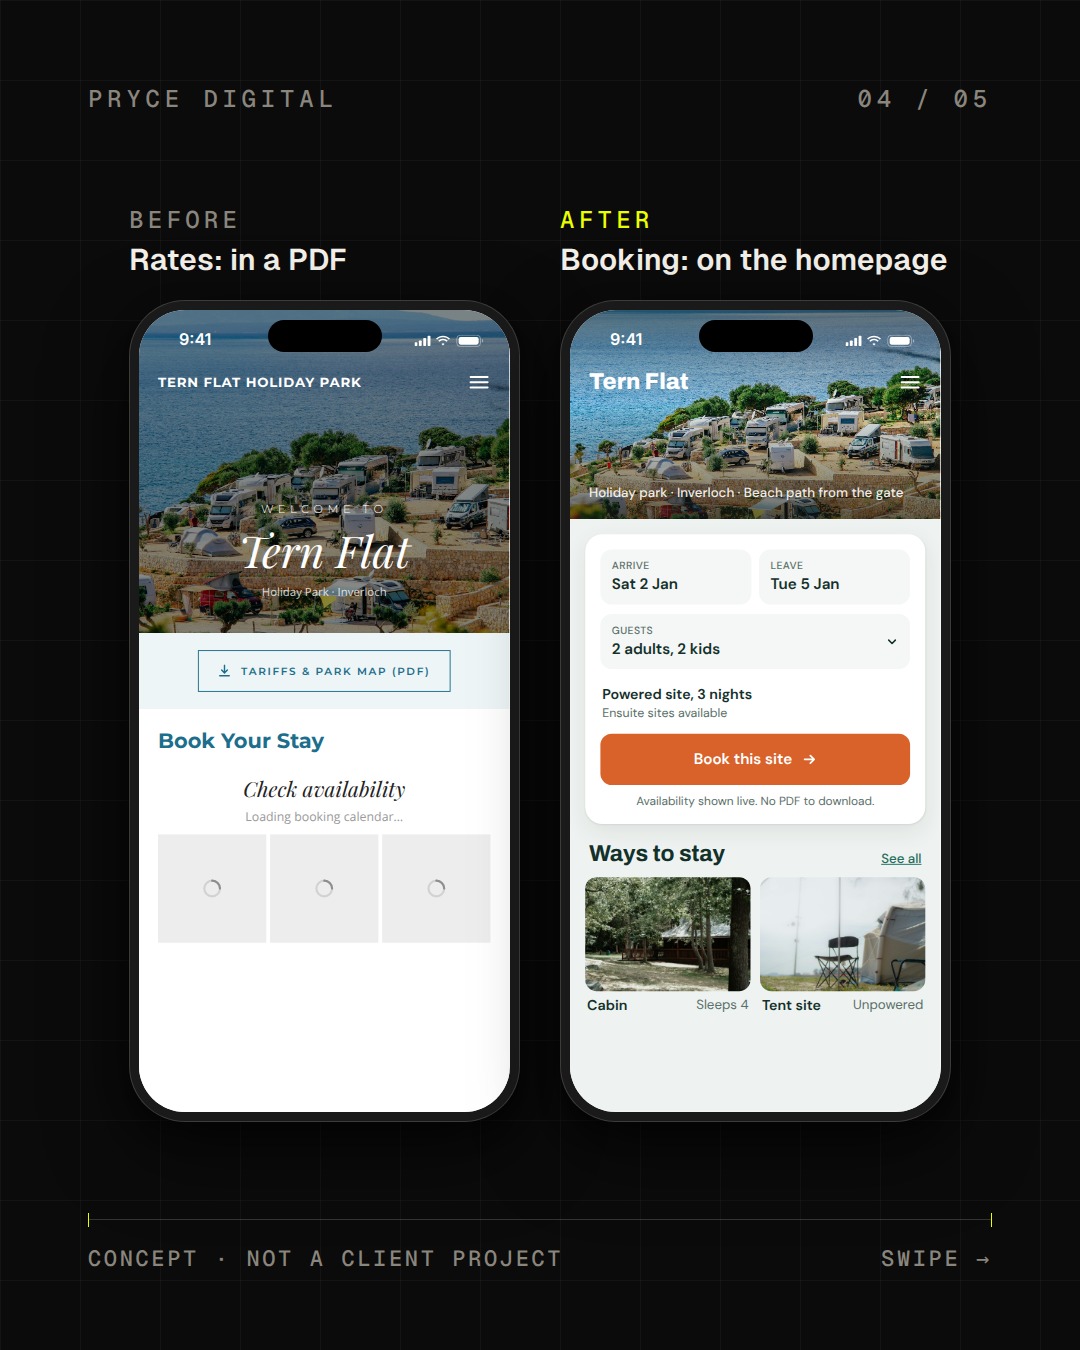 PRYCE DIGITAL
04 / 05
BEFORE
Rates: in a PDF
9:41
TERN FLAT HOLIDAY PARK
WELCOME TO
Tern Flat
Holiday Park · Inverloch
TARIFFS & PARK MAP (PDF)
Book Your Stay
Check availability
Loading booking calendar...
AFTER
Booking: on the homepage
9:41
Tern Flat
Holiday park · Inverloch · Beach path from the gate
ARRIVE
Sat 2 Jan
LEAVE
Tue 5 Jan
GUESTS
2 adults, 2 kids
Powered site, 3 nights
Ensuite sites available
Book this site →
Availability shown live. No PDF to download.
Ways to stay
See all
Cabin
Sleeps 4
Tent site
Unpowered
CONCEPT · NOT A CLIENT PROJECT
SWIPE →